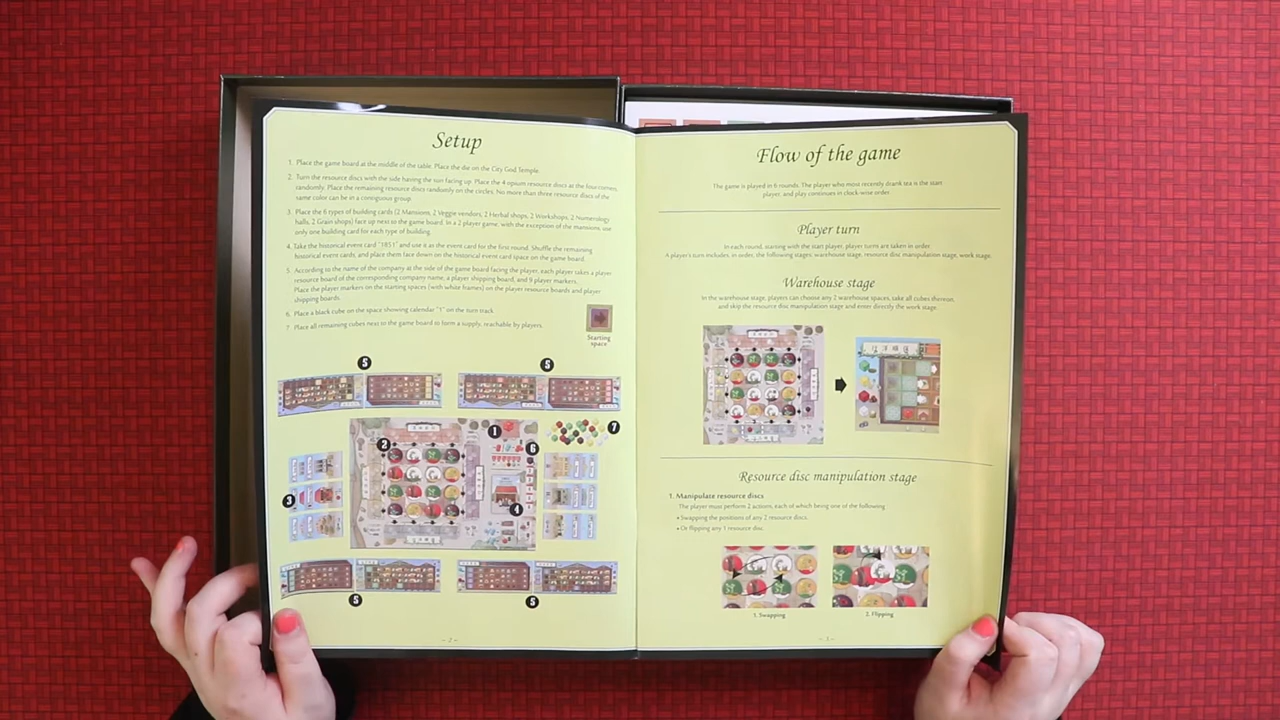 Setup
1. Place the game board at the middle of the table. Place the die on the City God Temple.
2. Turn the resource discs with the side having the sun facing up. Place the 4 opium resource discs at the four corners
randomly. Place the remaining resource discs randomly on the circles. No more than three resource discs of the
same color can be in a contiguous group.
3. Place the 6 types of building cards (2 Mansions, 2 Veggie vendors, 2 Herbal shops, 2 Workshops, 2 Numerology
halls, 2 Grain shops) face up next to the game board. In a 2 player game, with the exception of the mansions, use
only one building card for each type of building.
4. Take the historical event card "1851" and use it as the event card for the first round. Shuffle the remaining
historical event cards, and place them face down on the historical event card space on the game board.
5. According to the name of the company at the side of the game board facing the player, each player takes a player
resource board of the corresponding company name, a player shipping board, and 9 player markers.
Place the player markers on the starting spaces (with white frames) on the player resource boards and player
shipping boards.
6. Place a black cube on the space showing calendar "1" on the turn track.
7. Place all remaining cubes next to the game board to form a supply, reachable by players.
Starting
space
5
5
1
7
2
6
3
4
5
5
– 2 –
Flow of the game
The game is played in 6 rounds. The player who most recently drank tea is the start
player, and play continues in clock-wise order.
Player turn
In each round, starting with the start player, player turns are taken in order.
A player's turn includes, in order, the following stages: warehouse stage, resource disc manipulation stage, work stage.
Warehouse stage
In the warehouse stage, players can choose any 2 warehouse spaces, take all cubes thereon,
and skip the resource disc manipulation stage and enter directly the work stage.
Resource disc manipulation stage
1. Manipulate resource discs
The player must perform 2 actions, each of which being one of the following
• Swapping the positions of any 2 resource discs.
• Or flipping any 1 resource disc.
1. Swapping
2. Flipping
– 3 –